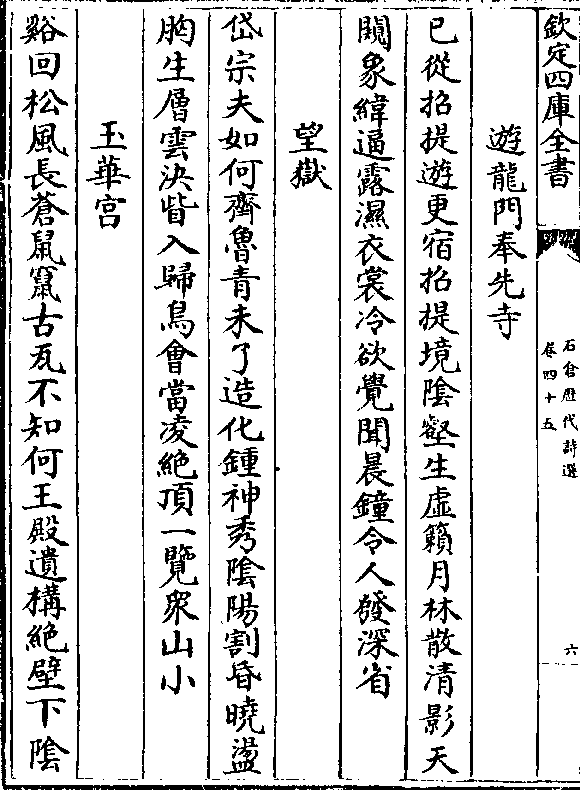 欽定四庫全書
石倉歴代詩選
卷四十五
六
遊龍門奉先寺
已從招提遊更宿招提境陰壑生虛籟月林散清影天
闚象緯逼露濕衣裳冷欲覺聞晨鐘令人發深省
望嶽
岱宗夫如何齊魯青未了造化鍾神秀陰陽割昏曉盪
胸生層雲決眥入歸鳥會當凌絶頂一覽衆山小
玉華宫
谿回松風長蒼鼠竄古瓦不知何王殿遺構絶壁下陰